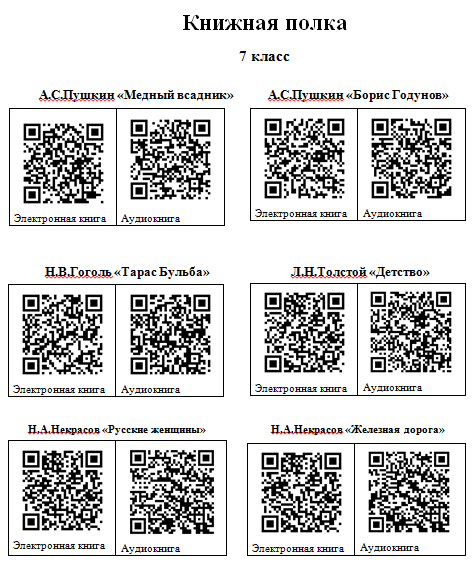 Книжная полка
7 класс
А.С.Пушкин «Медный всадник»
А.С.Пушкин «Борис Годунов»
Электронная книга
Аудиокнига
Электронная книга
Аудиокнига
Н.В.Гоголь «Тарас Бульба»
Л.Н.Толстой «Детство»
Электронная книга
Аудиокнига
Электронная книга
Аудиокнига
Н.А.Некрасов «Русские женщины»
Н.А.Некрасов «Железная дорога»
Электронная книга
Аудиокнига
Электронная книга
Аудиокнига